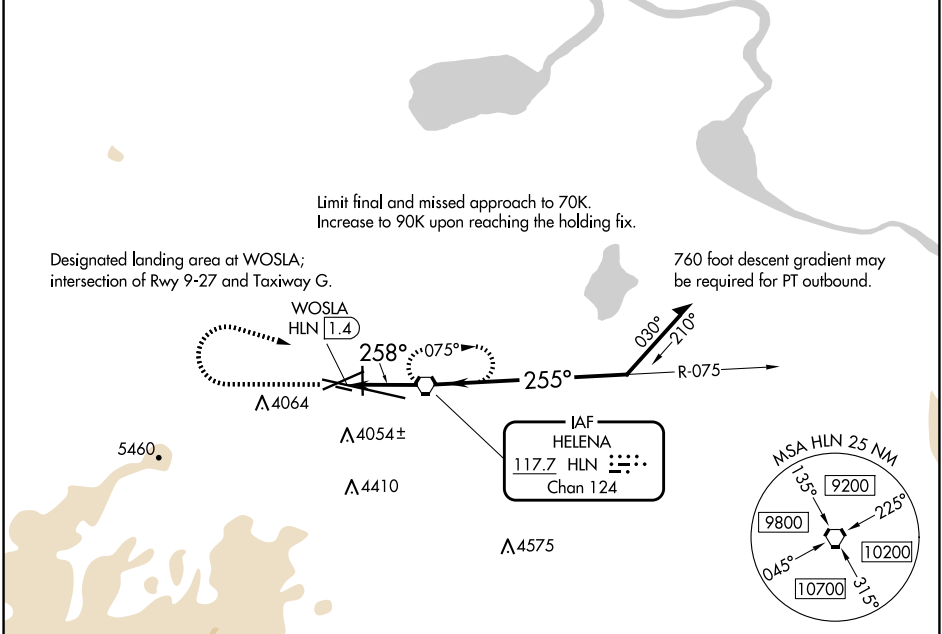 Limit final and missed approach to 70K.
Increase to 90K upon reaching the holding fix.
Designated landing area at WOSLA;
intersection of Rwy 9-27 and Taxiway G.
760 foot descent gradient may
be required for PT outbound.
WOSLA
HLN 1.4
258°
075°
255°
030°
210°
R-075
4064
4054±
4410
4575
5460
IAF
HELENA
117.7 HLN
Chan 124
MSA HLN 25 NM
135°
9200
225°
9800
10200
045°
10700
315°